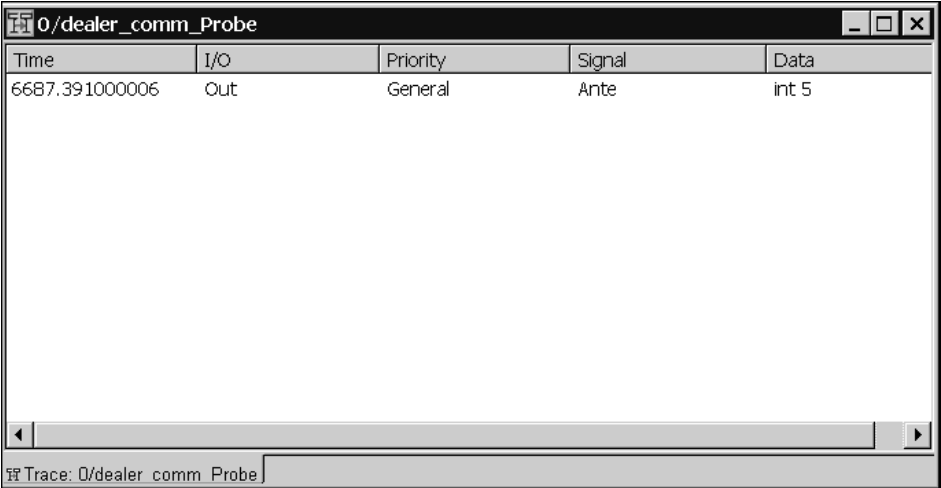 0/dealer_comm_Probe
Time I/O Priority Signal Data
6687.391000006 Out General Ante int 5
Trace: 0/dealer_comm_Probe